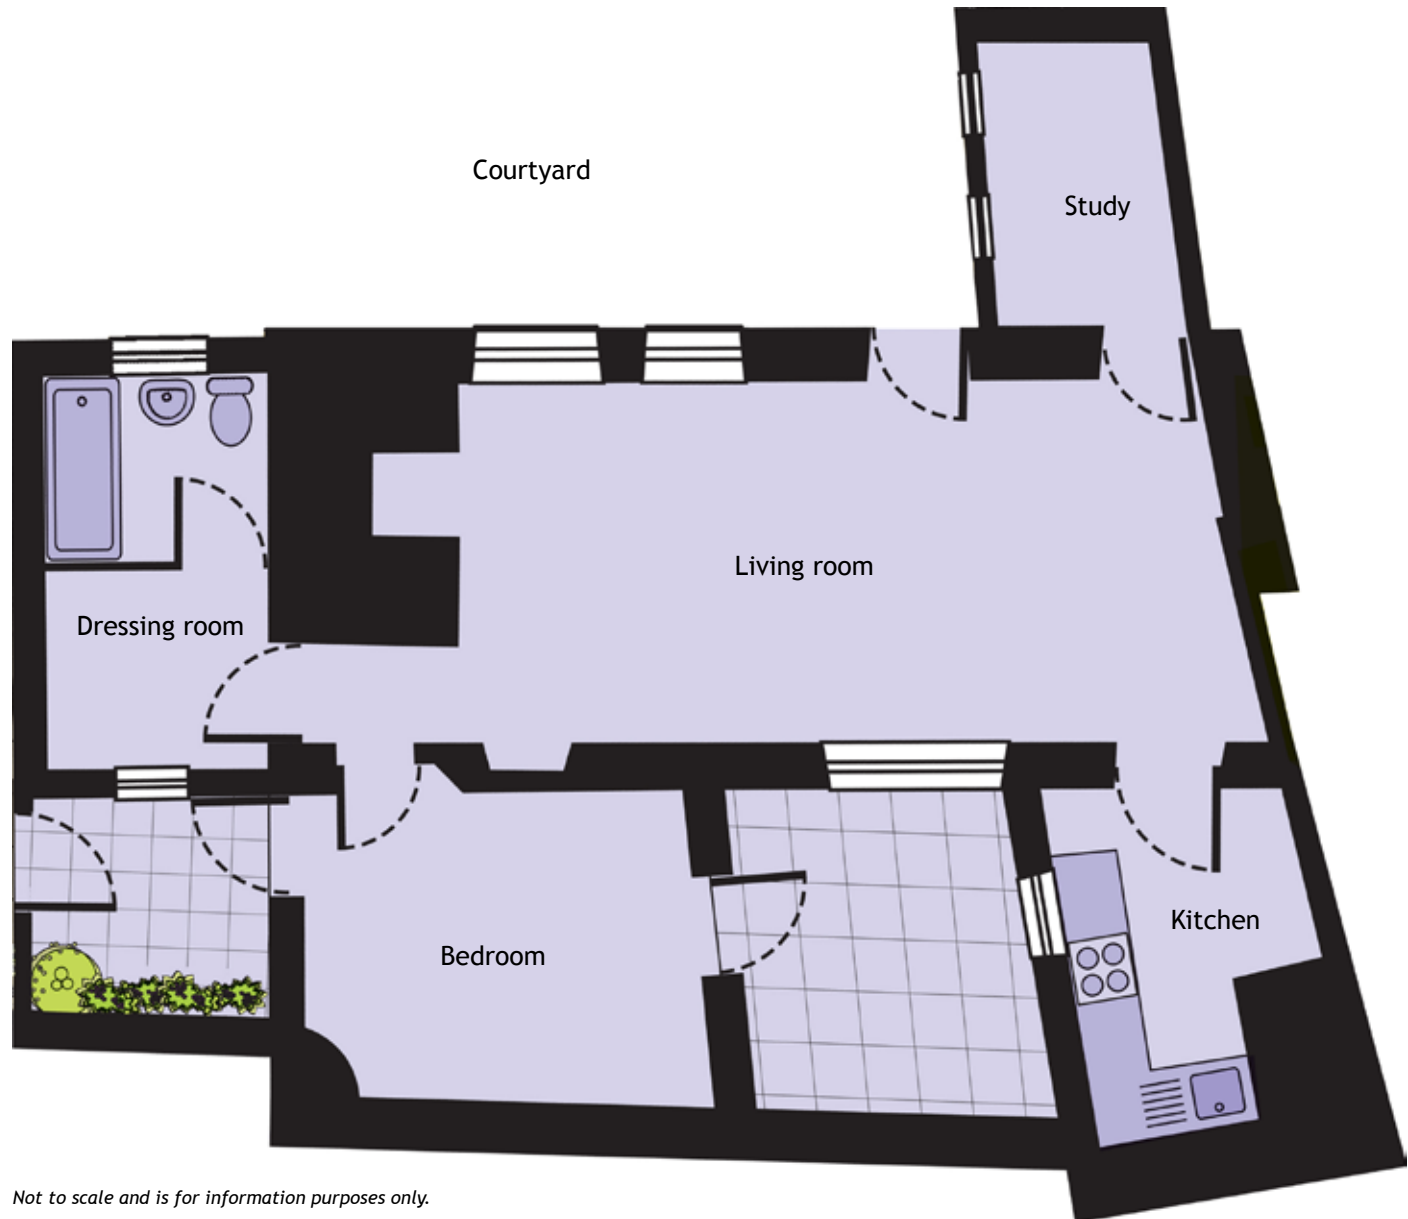 Courtyard
Study
Living room
Dressing room
Kitchen
Bedroom
Not to scale and is for information purposes only.